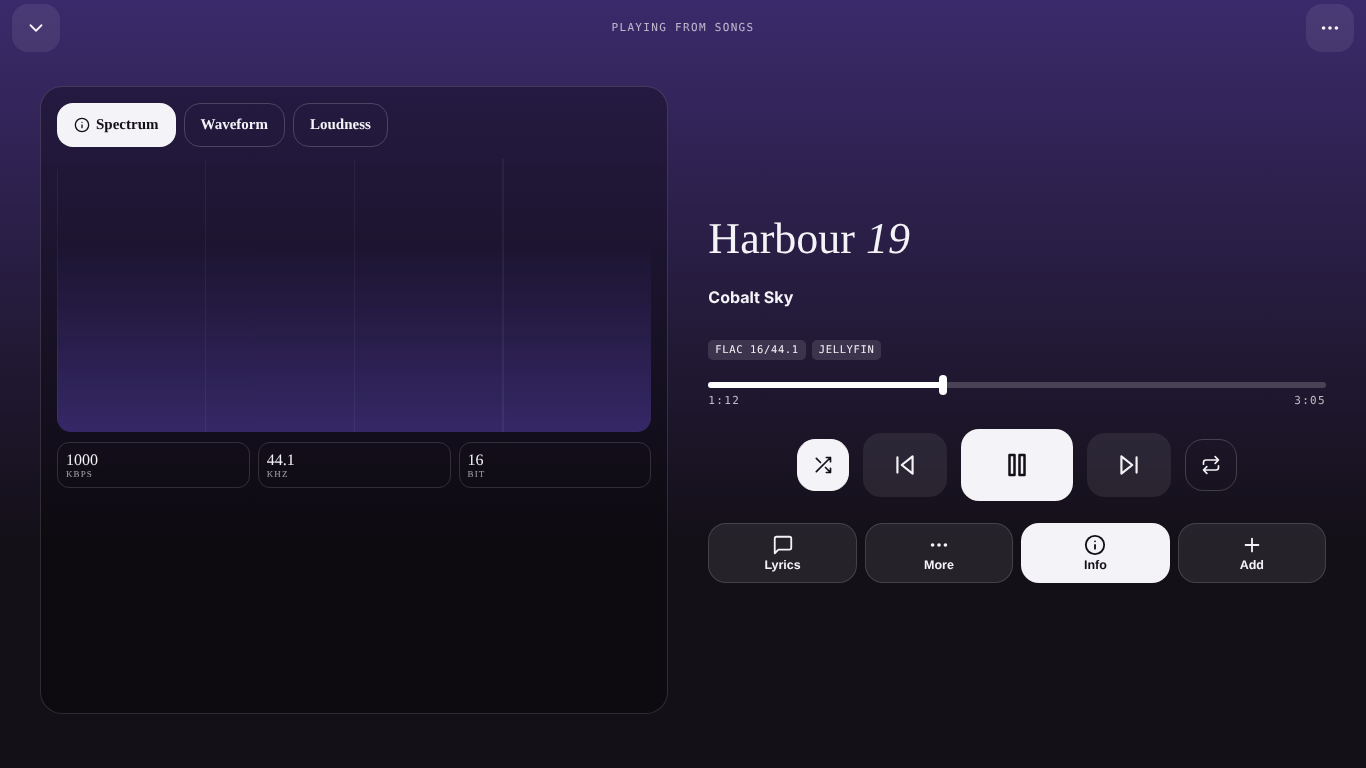 PLAYING FROM SONGS
Spectrum
Waveform
Loudness
1000
KBPS
44.1
KHZ
16
BIT
Harbour 19
Cobalt Sky
FLAC 16/44.1
JELLYFIN
1:12
3:05
Lyrics
More
Info
Add